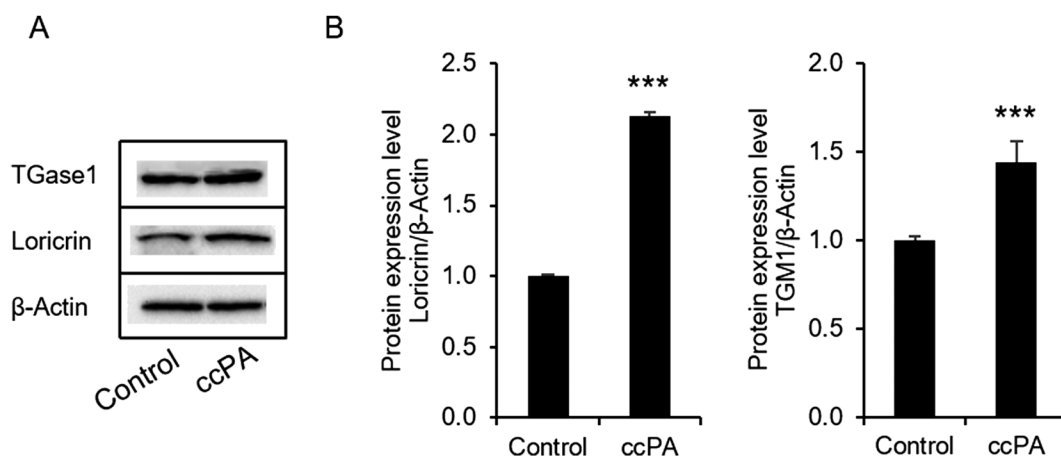 A
TGase1
Loricrin
β-Actin
Control
ccPA
B
Protein expression level
Loricrin/β-Actin
2.5
2.0
1.5
1.0
0.5
0.0
***
Control
ccPA
Protein expression level
TGM1/β-Actin
2.0
1.5
1.0
0.5
0.0
***
Control
ccPA